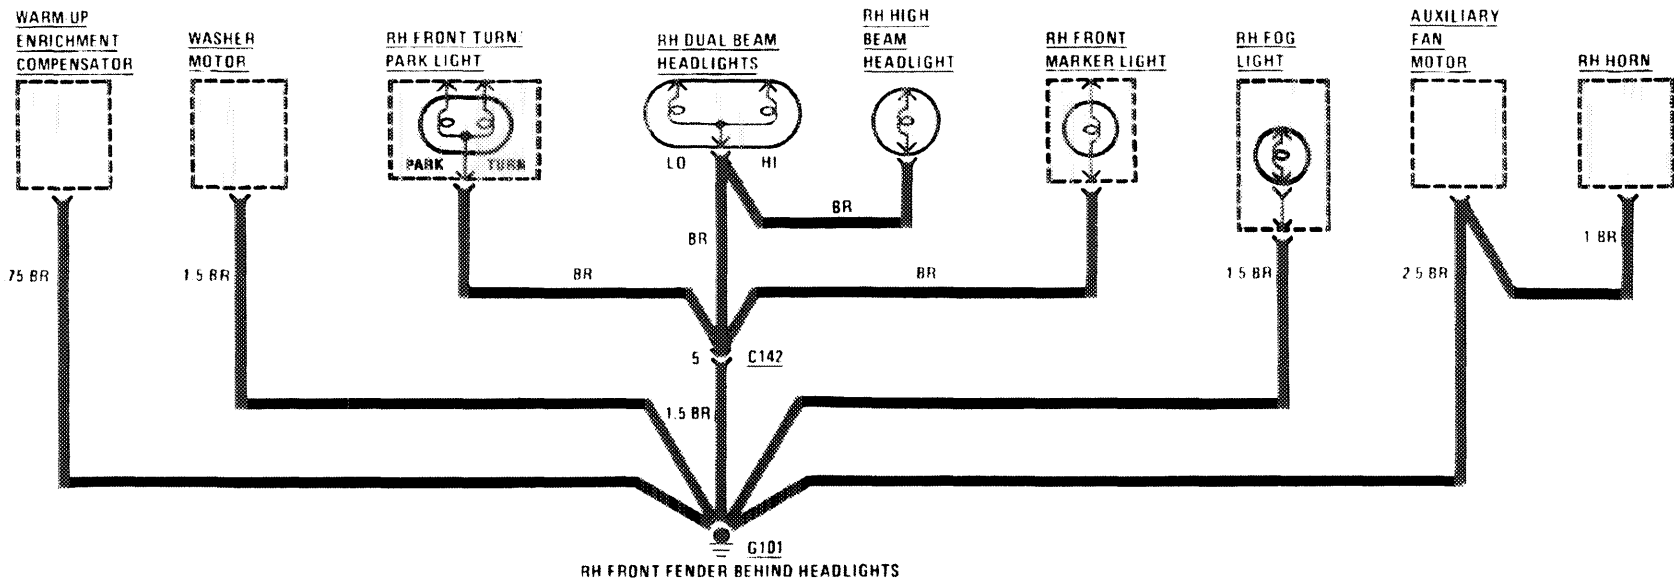 WARM-UP
ENRICHMENT
COMPENSATOR
WASHER
MOTOR
RH FRONT TURN/
PARK LIGHT
RH DUAL BEAM
HEADLIGHTS
RH HIGH
BEAM
HEADLIGHT
RH FRONT
MARKER LIGHT
RH FOG
LIGHT
AUXILIARY
FAN
MOTOR
RH HORN
PARK
TURN
LO
HI
BR
BR
1 BR
75 BR
1.5 BR
BR
BR
1.5 BR
2.5 BR
5
C142
1.5 BR
G101
RH FRONT FENDER BEHIND HEADLIGHTS